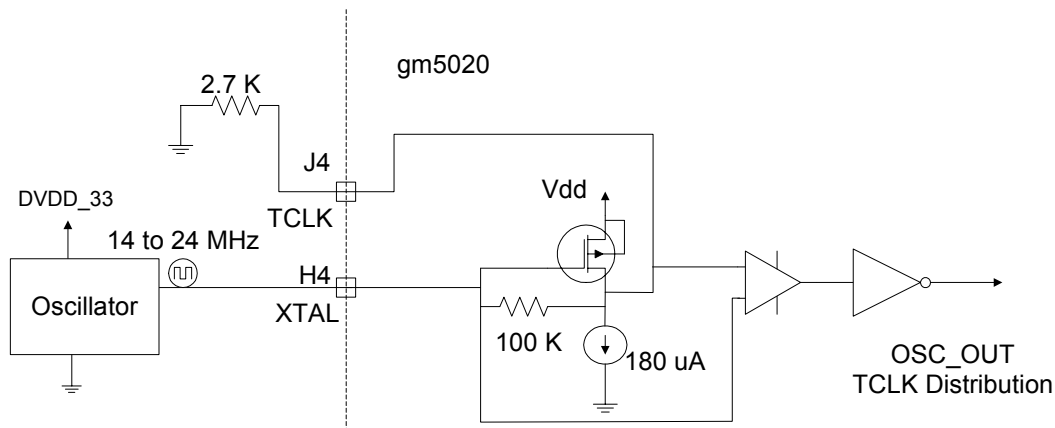 gm5020
2.7 K
J4
TCLK
DVDD_33
14 to 24 MHz
Oscillator
H4
XTAL
Vdd
100 K
180 uA
OSC_OUT
TCLK Distribution